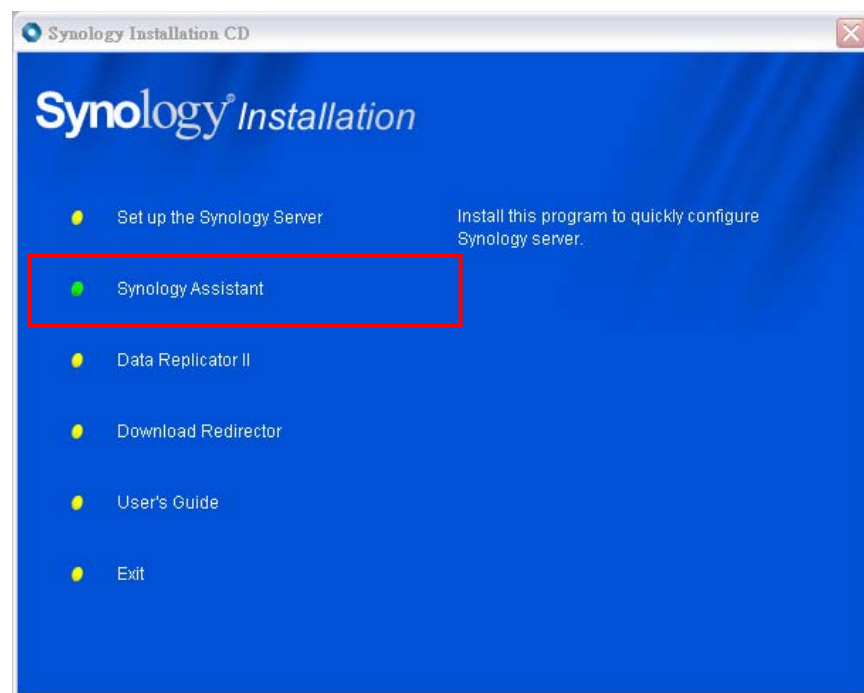 Synology Installation CD
Synology® Installation
Set up the Synology Server
Install this program to quickly configure
Synology server.
Synology Assistant
Data Replicator II
Download Redirector
User's Guide
Exit